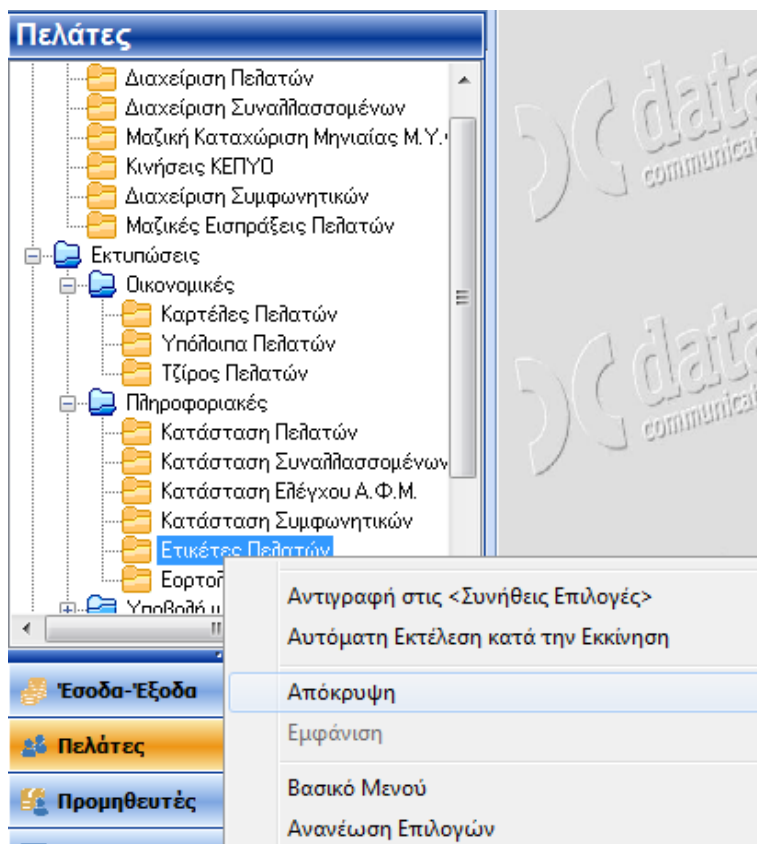 Πελάτες
Διαχείριση Πελατών
Διαχείριση Συναλλασσομένων
Μαζική Καταχώριση Μηνιαίας Μ.Υ.
Κινήσεις ΚΕΠΥΟ
Διαχείριση Συμφωνητικών
Μαζικές Εισπράξεις Πελατών
Εκτυπώσεις
Οικονομικές
Καρτέλες Πελατών
Υπόλοιπα Πελατών
Τζίρος Πελατών
Πληροφοριακές
Κατάσταση Πελατών
Κατάσταση Συναλλασσομένων
Κατάσταση Ελέγχου Α.Φ.Μ.
Κατάσταση Συμφωνητικών
Ετικέτες Πελατών
Αντιγραφή στις <Συνήθεις Επιλογές>
Αυτόματη Εκτέλεση κατά την Εκκίνηση
Απόκρυψη
Εμφάνιση
Βασικό Μενού
Ανανέωση Επιλογών
Έσοδα-Έξοδα
Πελάτες
Προμηθευτές
data
data